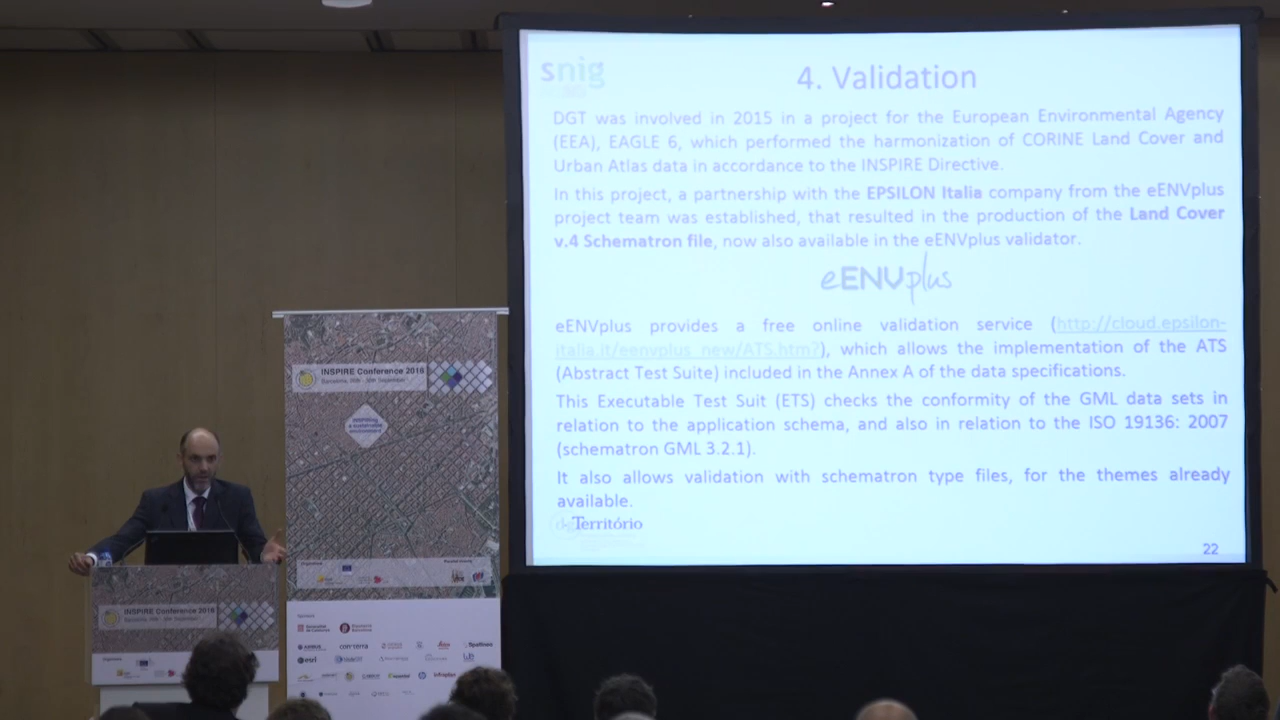 snig
4. Validation
DGT was involved in 2015 in a project for the European Environmental Agency
(EEA), EAGLE 6, which performed the harmonization of CORINE Land Cover and
Urban Atlas data in accordance to the INSPIRE Directive.
In this project, a partnership with the EPSILON Italia company from the eENVplus
project team was established, that resulted in the production of the Land Cover
v.4 Schematron file, now also available in the eENVplus validator.
eENVplus
eENVplus provides a free online validation service (http://cloud.epsilon-
italia.it/eenvplus_new/ATS.htm?), which allows the implementation of the ATS
(Abstract Test Suite) included in the Annex A of the data specifications.
This Executable Test Suit (ETS) checks the conformity of the GML data sets in
relation to the application schema, and also in relation to the ISO 19136: 2007
(schematron GML 3.2.1).
It also allows validation with schematron type files, for the themes already
available.
dgTerritório
22
INSPIRE Conference 2016
INSPIRE Conference 2016
esri
con terra